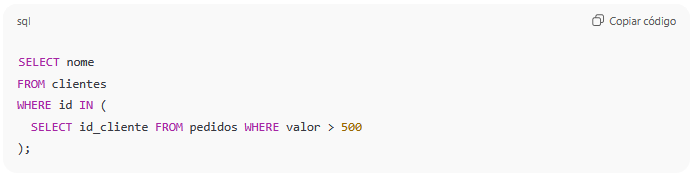 sql
Copiar código
SELECT nome
FROM clientes
WHERE id IN (
  SELECT id_cliente FROM pedidos WHERE valor > 500
);